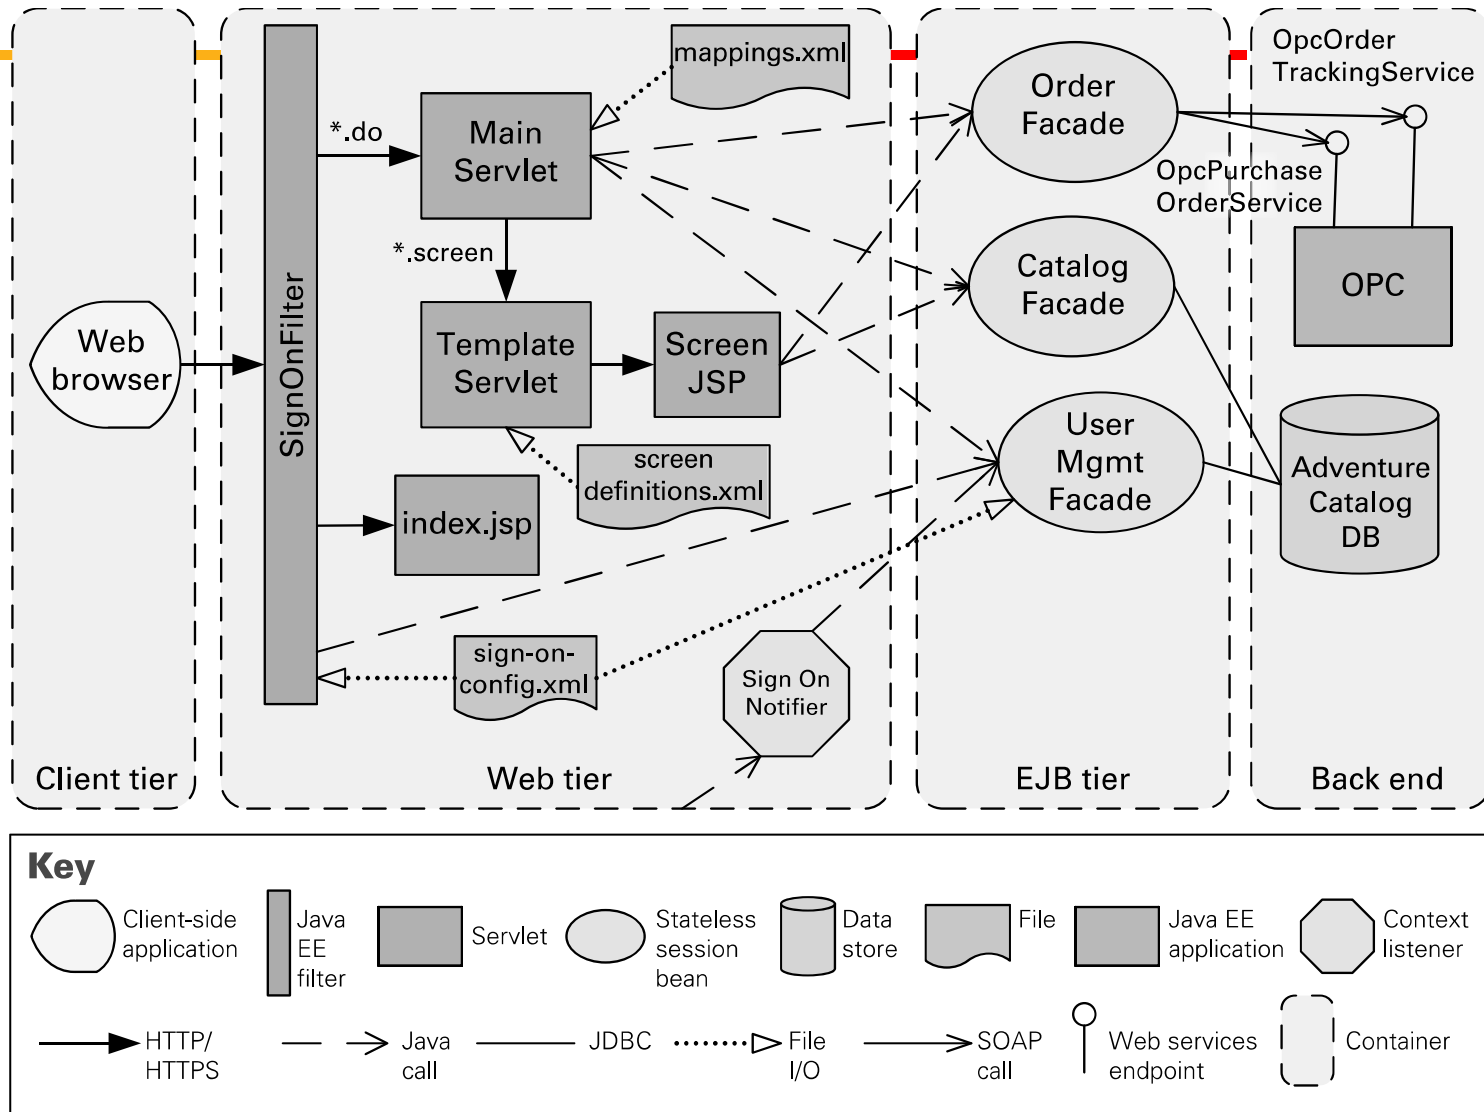 mappings.xml
OpcOrder
TrackingService
Order
Facade
*.do
Main
Servlet
OpcPurchase
OrderService
*.screen
SignOnFilter
Catalog
Facade
OPC
Web
browser
Template
Servlet
Screen
JSP
User
Mgmt
Facade
screen
definitions.xml
Adventure
Catalog
DB
index.jsp
sign-on-
config.xml
Sign On
Notifier
Client tier
Web tier
EJB tier
Back end
Key
Client-side
application
Java
EE
filter
Servlet
Stateless
session
bean
Data
store
File
Java EE
application
Context
listener
HTTP/
HTTPS
Java
call
JDBC
File
I/O
SOAP
call
Web services
endpoint
Container